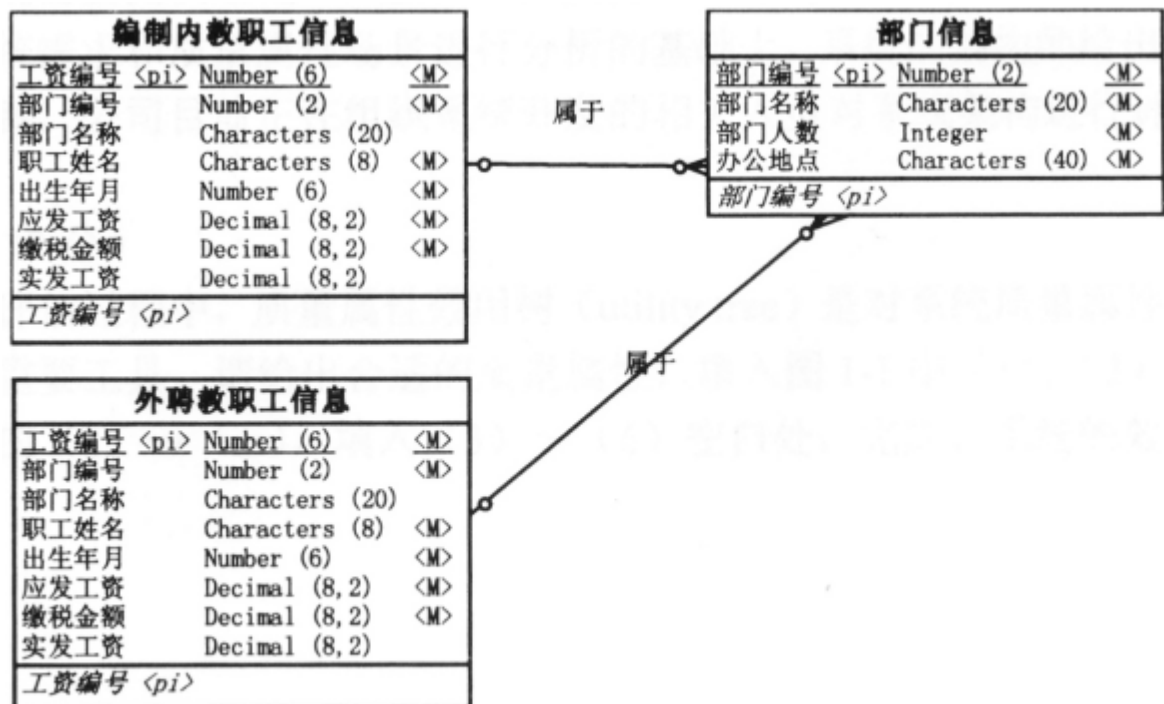 编制内教职工信息
工资编号 <pi> Number (6) <M>
部门编号 Number (2) <M>
部门名称 Characters (20)
职工姓名 Characters (8) <M>
出生年月 Number (6) <M>
应发工资 Decimal (8,2) <M>
缴税金额 Decimal (8,2) <M>
实发工资 Decimal (8,2)
工资编号 <pi>
属于
部门信息
部门编号 <pi> Number (2) <M>
部门名称 Characters (20) <M>
部门人数 Integer <M>
办公地点 Characters (40) <M>
部门编号 <pi>
属于
外聘教职工信息
工资编号 <pi> Number (6) <M>
部门编号 Number (2) <M>
部门名称 Characters (20)
职工姓名 Characters (8) <M>
出生年月 Number (6) <M>
应发工资 Decimal (8,2) <M>
缴税金额 Decimal (8,2) <M>
实发工资 Decimal (8,2)
工资编号 <pi>